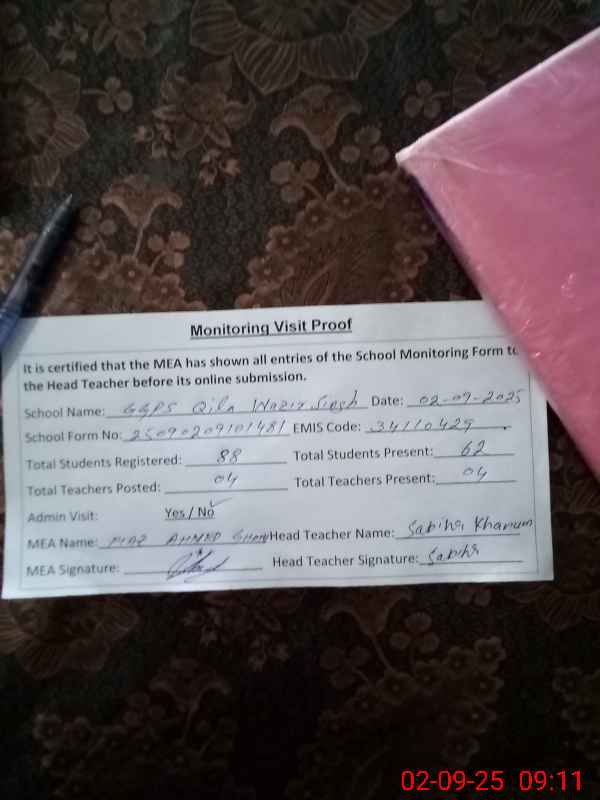 Monitoring Visit Proof
It is certified that the MEA has shown all entries of the School Monitoring Form to
the Head Teacher before its online submission.
School Name: GGPS Qila Wazir Singh Date: 02-09-2025
School Form No: 25090209101481 EMIS Code: 34110429
Total Students Registered: 88 Total Students Present: 62
Total Teachers Posted: 04 Total Teachers Present: 04
Admin Visit: Yes / No
MEA Name: AHMED Head Teacher Name: Sabiha Khanum
MEA Signature: Head Teacher Signature: Sabiha
02-09-25 09:11